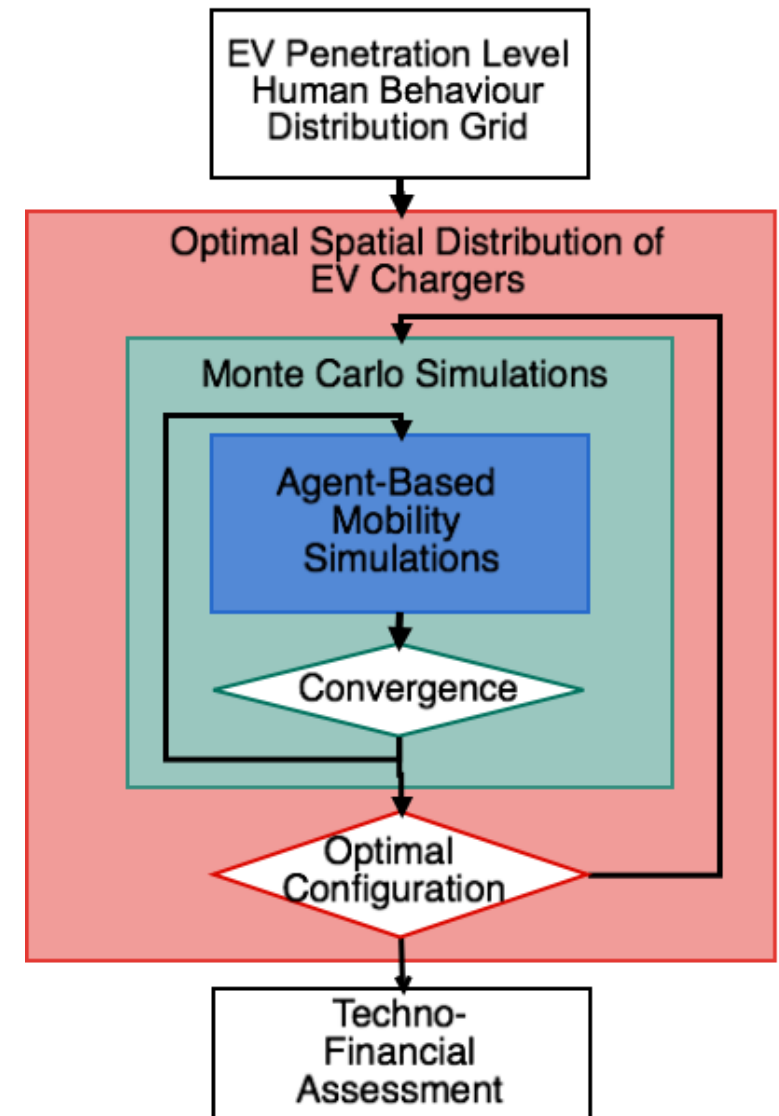 EV Penetration Level
Human Behaviour
Distribution Grid
Optimal Spatial Distribution of
EV Chargers
Monte Carlo Simulations
Agent-Based
Mobility
Simulations
Convergence
Optimal
Configuration
Techno-
Financial
Assessment